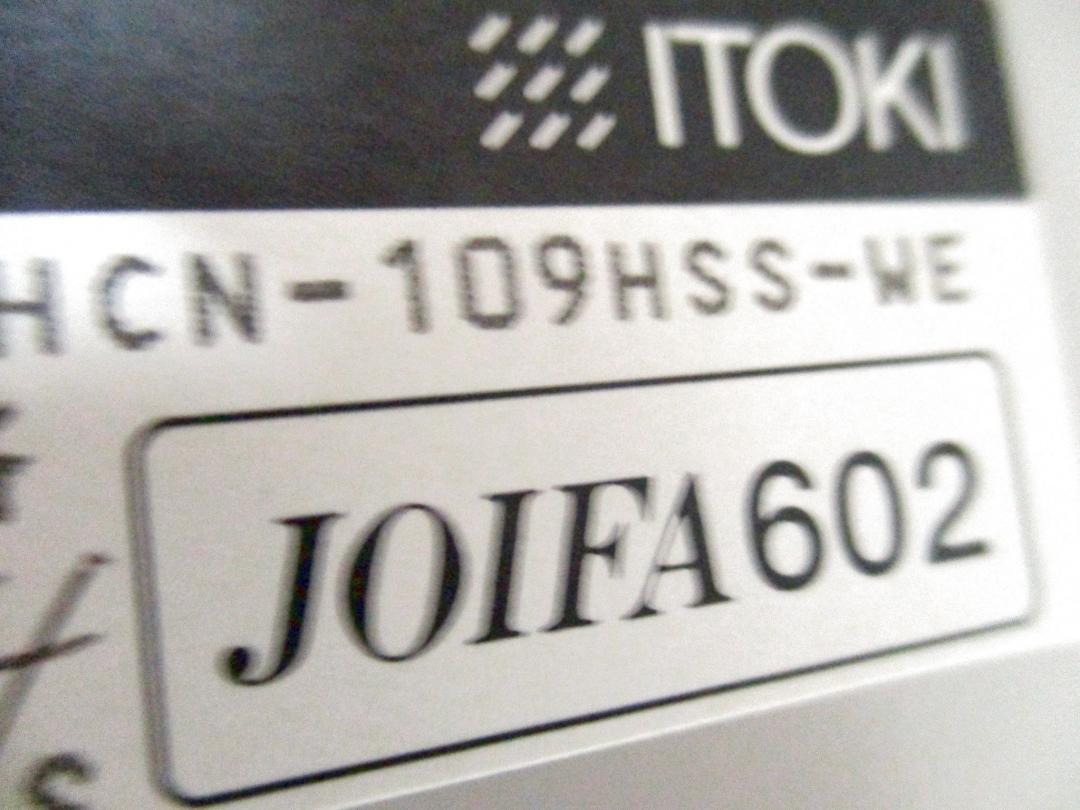 ITOKI
HCN-109HSS-WE
JOIFA602
S